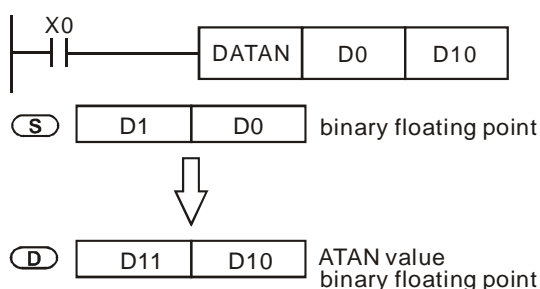 X0
DATAN D0 D10
S D1 D0 binary floating point
D D11 D10 ATAN value
binary floating point